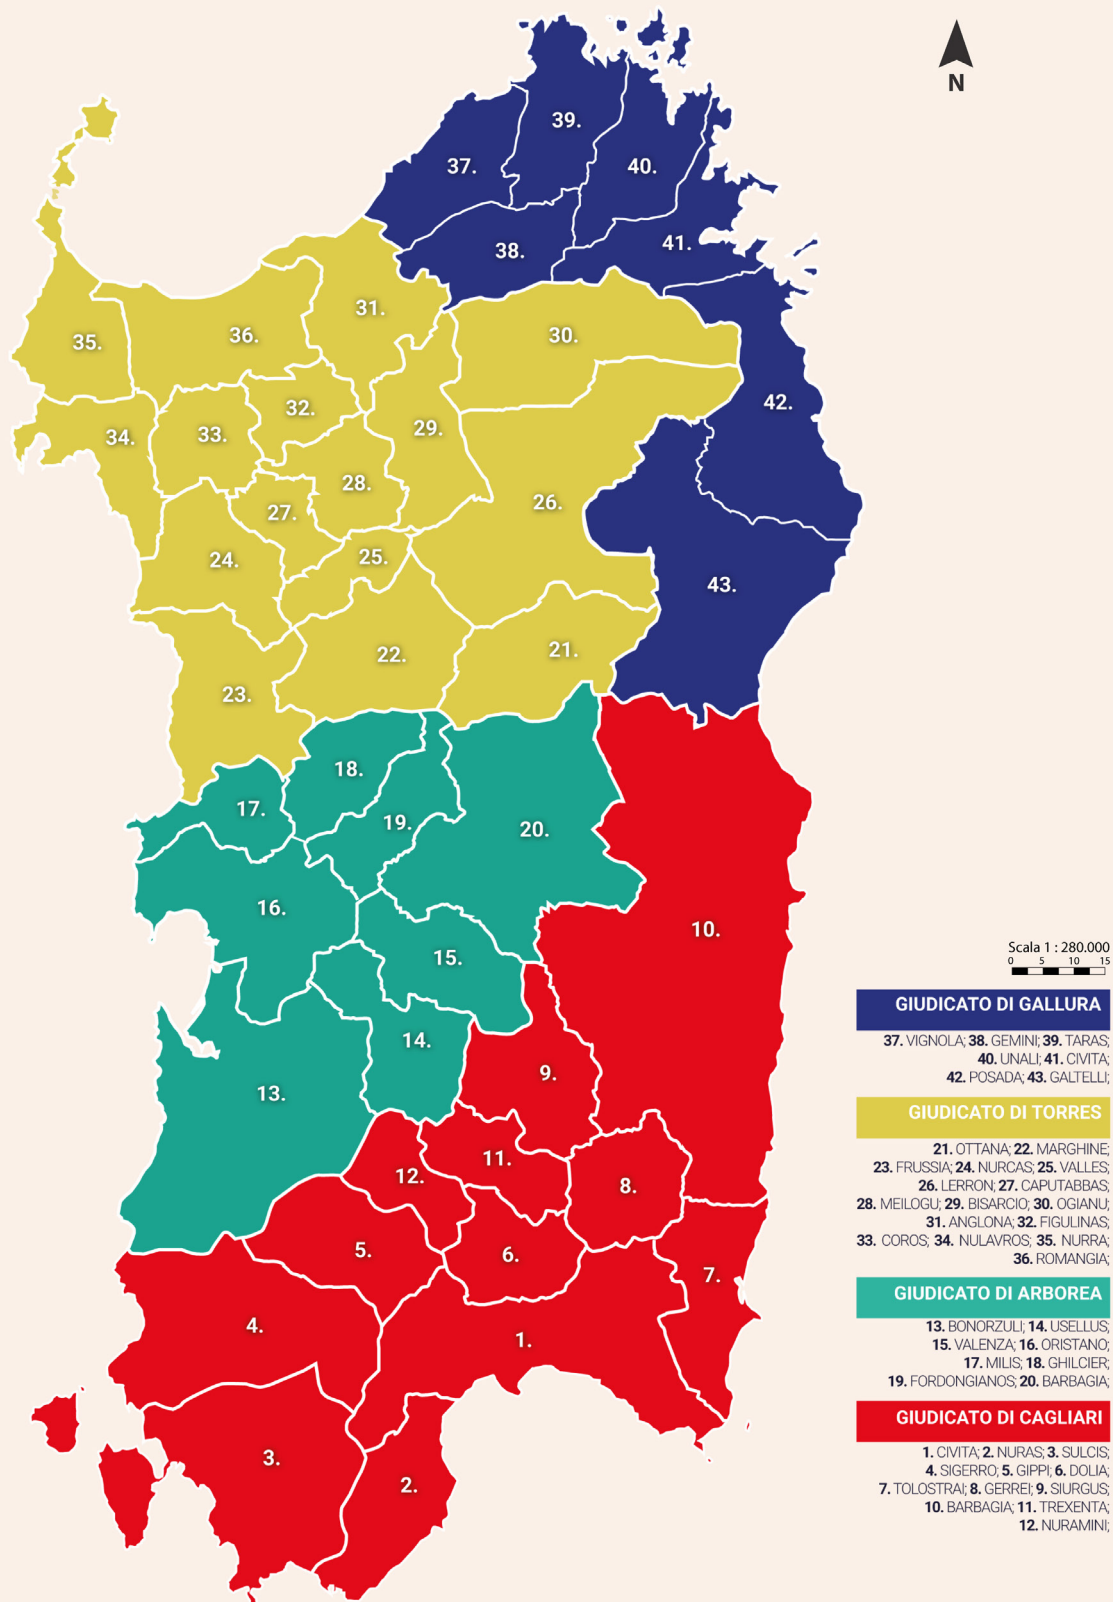 N
39.
37.
40.
38.
41.
31.
36.
30.
35.
42.
32.
29.
34.
33.
28.
26.
27.
25.
24.
43.
21.
22.
23.
18.
17.
19.
20.
16.
10.
15.
14.
9.
13.
11.
12.
8.
5.
6.
7.
4.
1.
3.
2.
Scala 1 : 280.000
0 5 10 15
GIUDICATO DI GALLURA
37. VIGNOLA; 38. GEMINI; 39. TARAS;
40. UNALI; 41. CIVITA;
42. POSADA; 43. GALTELLI;
GIUDICATO DI TORRES
21. OTTANA; 22. MARGHINE;
23. FRUSSIA; 24. NURCAS; 25. VALLES;
26. LERRON; 27. CAPUTABBAS;
28. MEILOGU; 29. BISARCIO; 30. OGIANU;
31. ANGLONA; 32. FIGULINAS;
33. COROS; 34. NULAVROS; 35. NURRA;
36. ROMANGIA;
GIUDICATO DI ARBOREA
13. BONORZULI; 14. USELLUS;
15. VALENZA; 16. ORISTANO;
17. MILIS; 18. GHILCIER;
19. FORDONGIANOS; 20. BARBAGIA;
GIUDICATO DI CAGLIARI
1. CIVITA; 2. NURAS; 3. SULCIS;
4. SIGERRO; 5. GIPPI; 6. DOLIA;
7. TOLOSTRAI; 8. GERREI; 9. SIURGUS;
10. BARBAGIA; 11. TREXENTA;
12. NURAMINI;